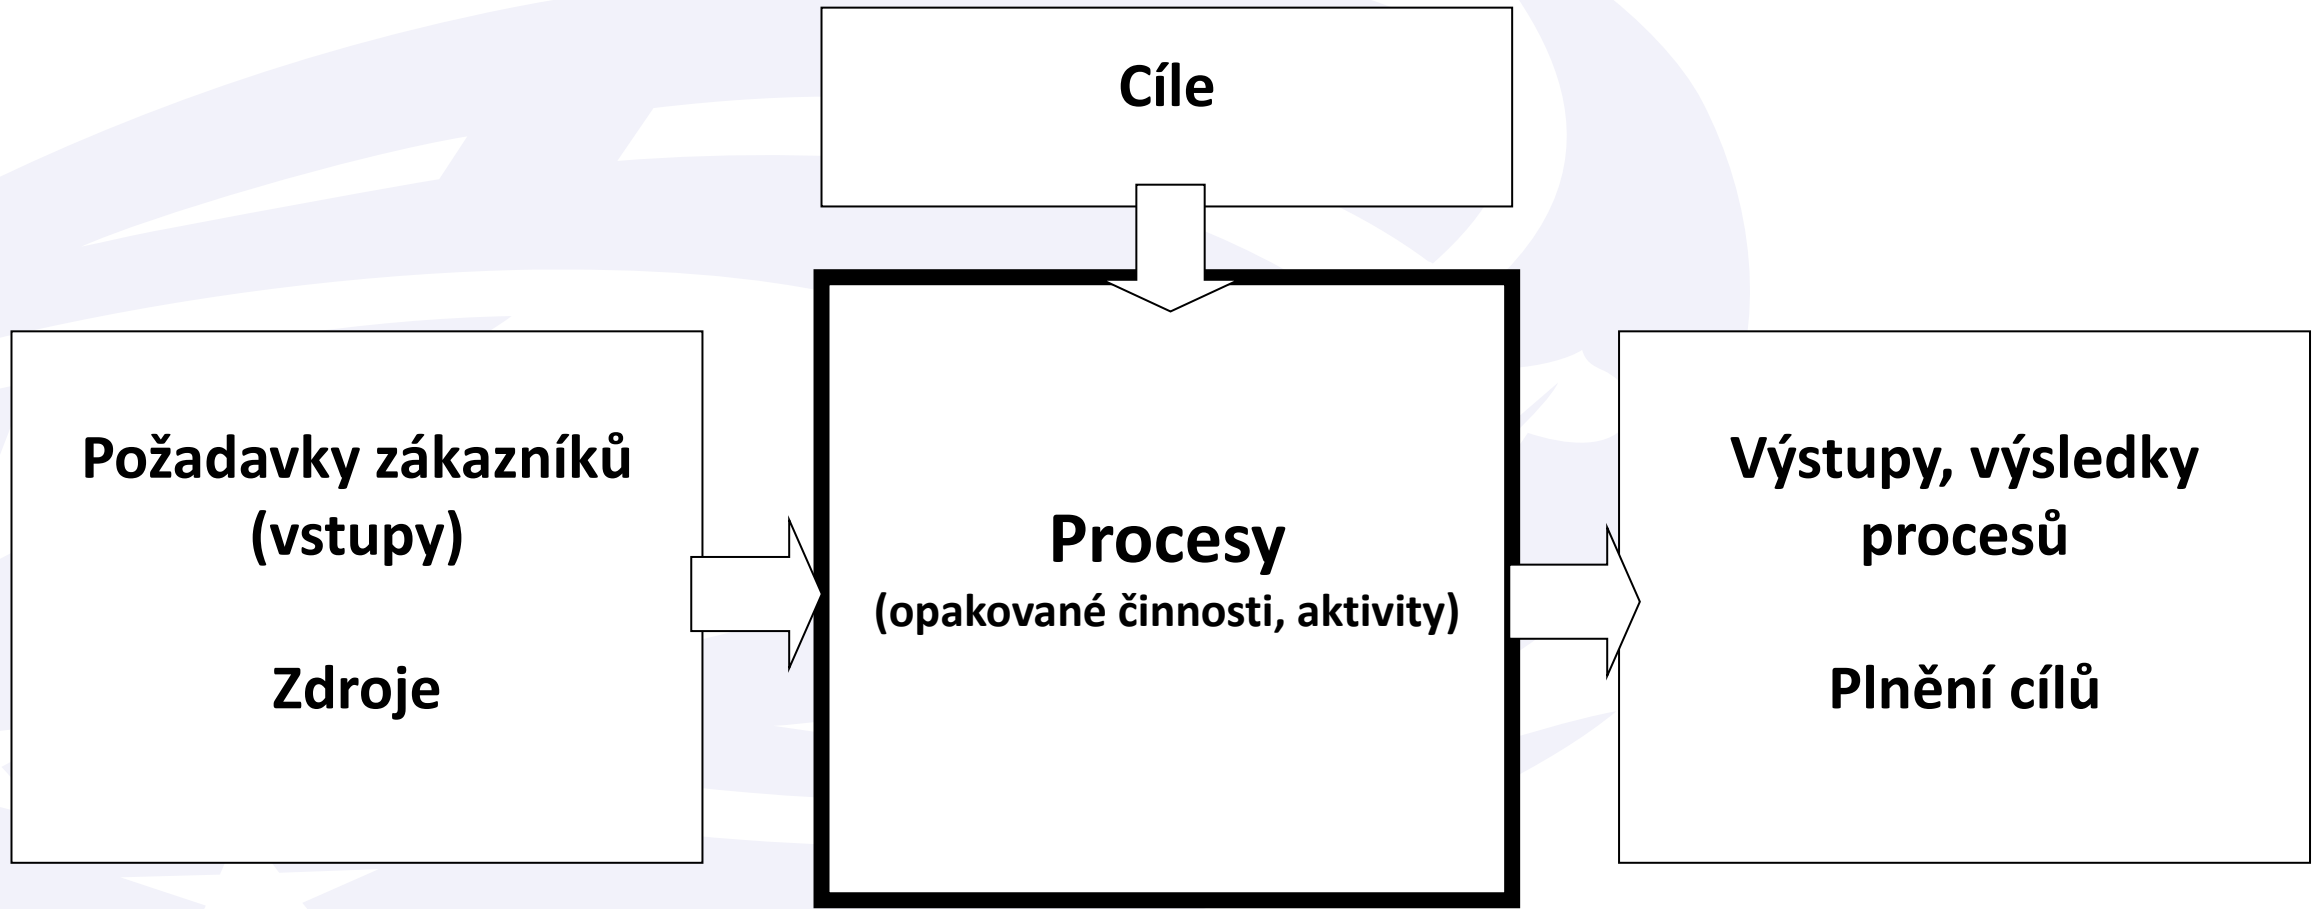 Cíle
Požadavky zákazníků
(vstupy)
Zdroje
Procesy
(opakované činnosti, aktivity)
Výstupy, výsledky
procesů
Plnění cílů